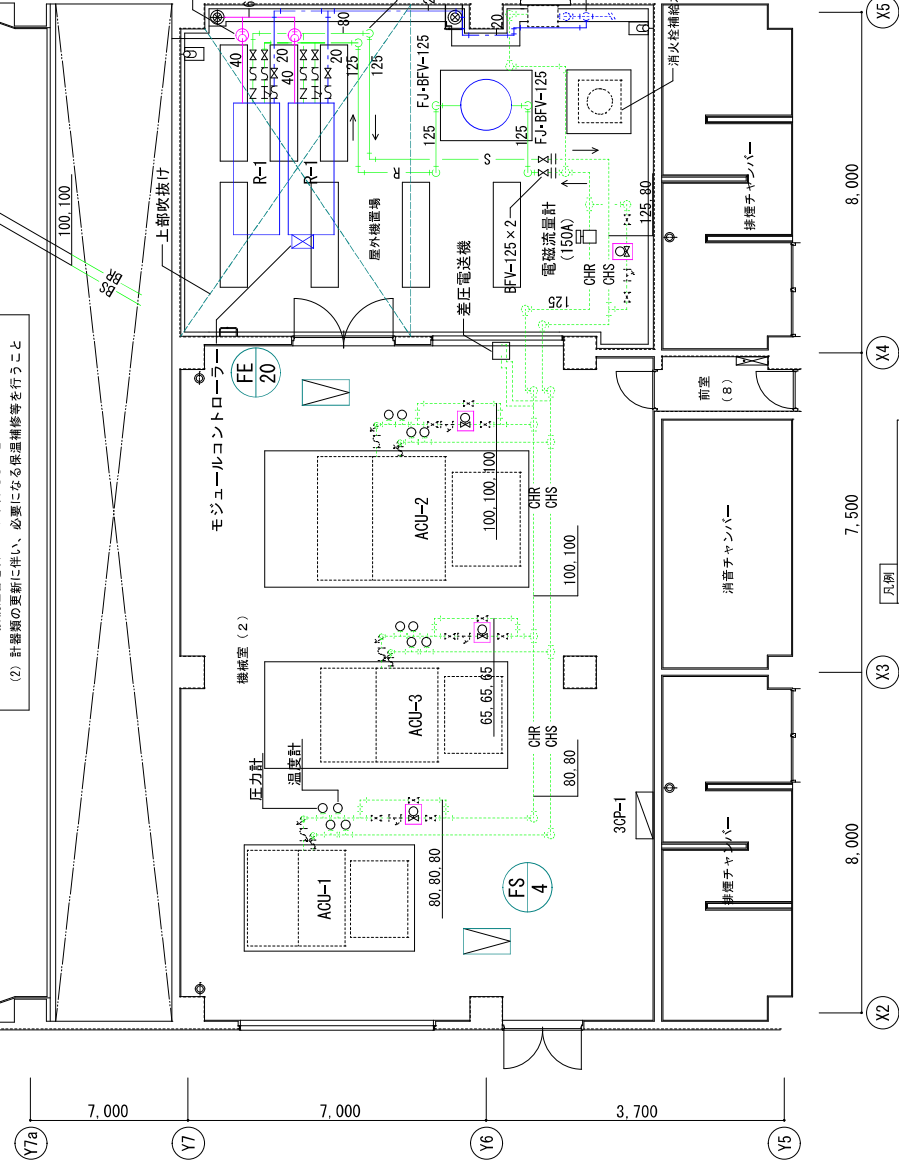 (2) 計器類の更新に伴い、必要になる保温補修等を行うこと
100,100
BS
BR
上部吹抜け
R-1
R-1
40
20
40
20
125
125
80
20
FJ・BFV-125
125
125
FJ・BFV-125
消火栓補給水
R
S
屋外機置場
BFV-125×2
電磁流量計
(150A)
CHR
CHS
125,80
125
差圧電送機
排煙チャンバー
モジュールコントローラー
FE
20
前室
(8)
ACU-2
100,100,100
CHR
CHS
100,100
消音チャンバー
機械室(2)
ACU-3
65,65,65
CHR
CHS
80,80
圧力計
温度計
ACU-1
80,80,80
3CP-1
FS
4
排煙チャンバー
凡例
8,000
7,500
8,000
X5
X4
X3
X2
7,000
7,000
3,700
Y7a
Y7
Y6
Y5